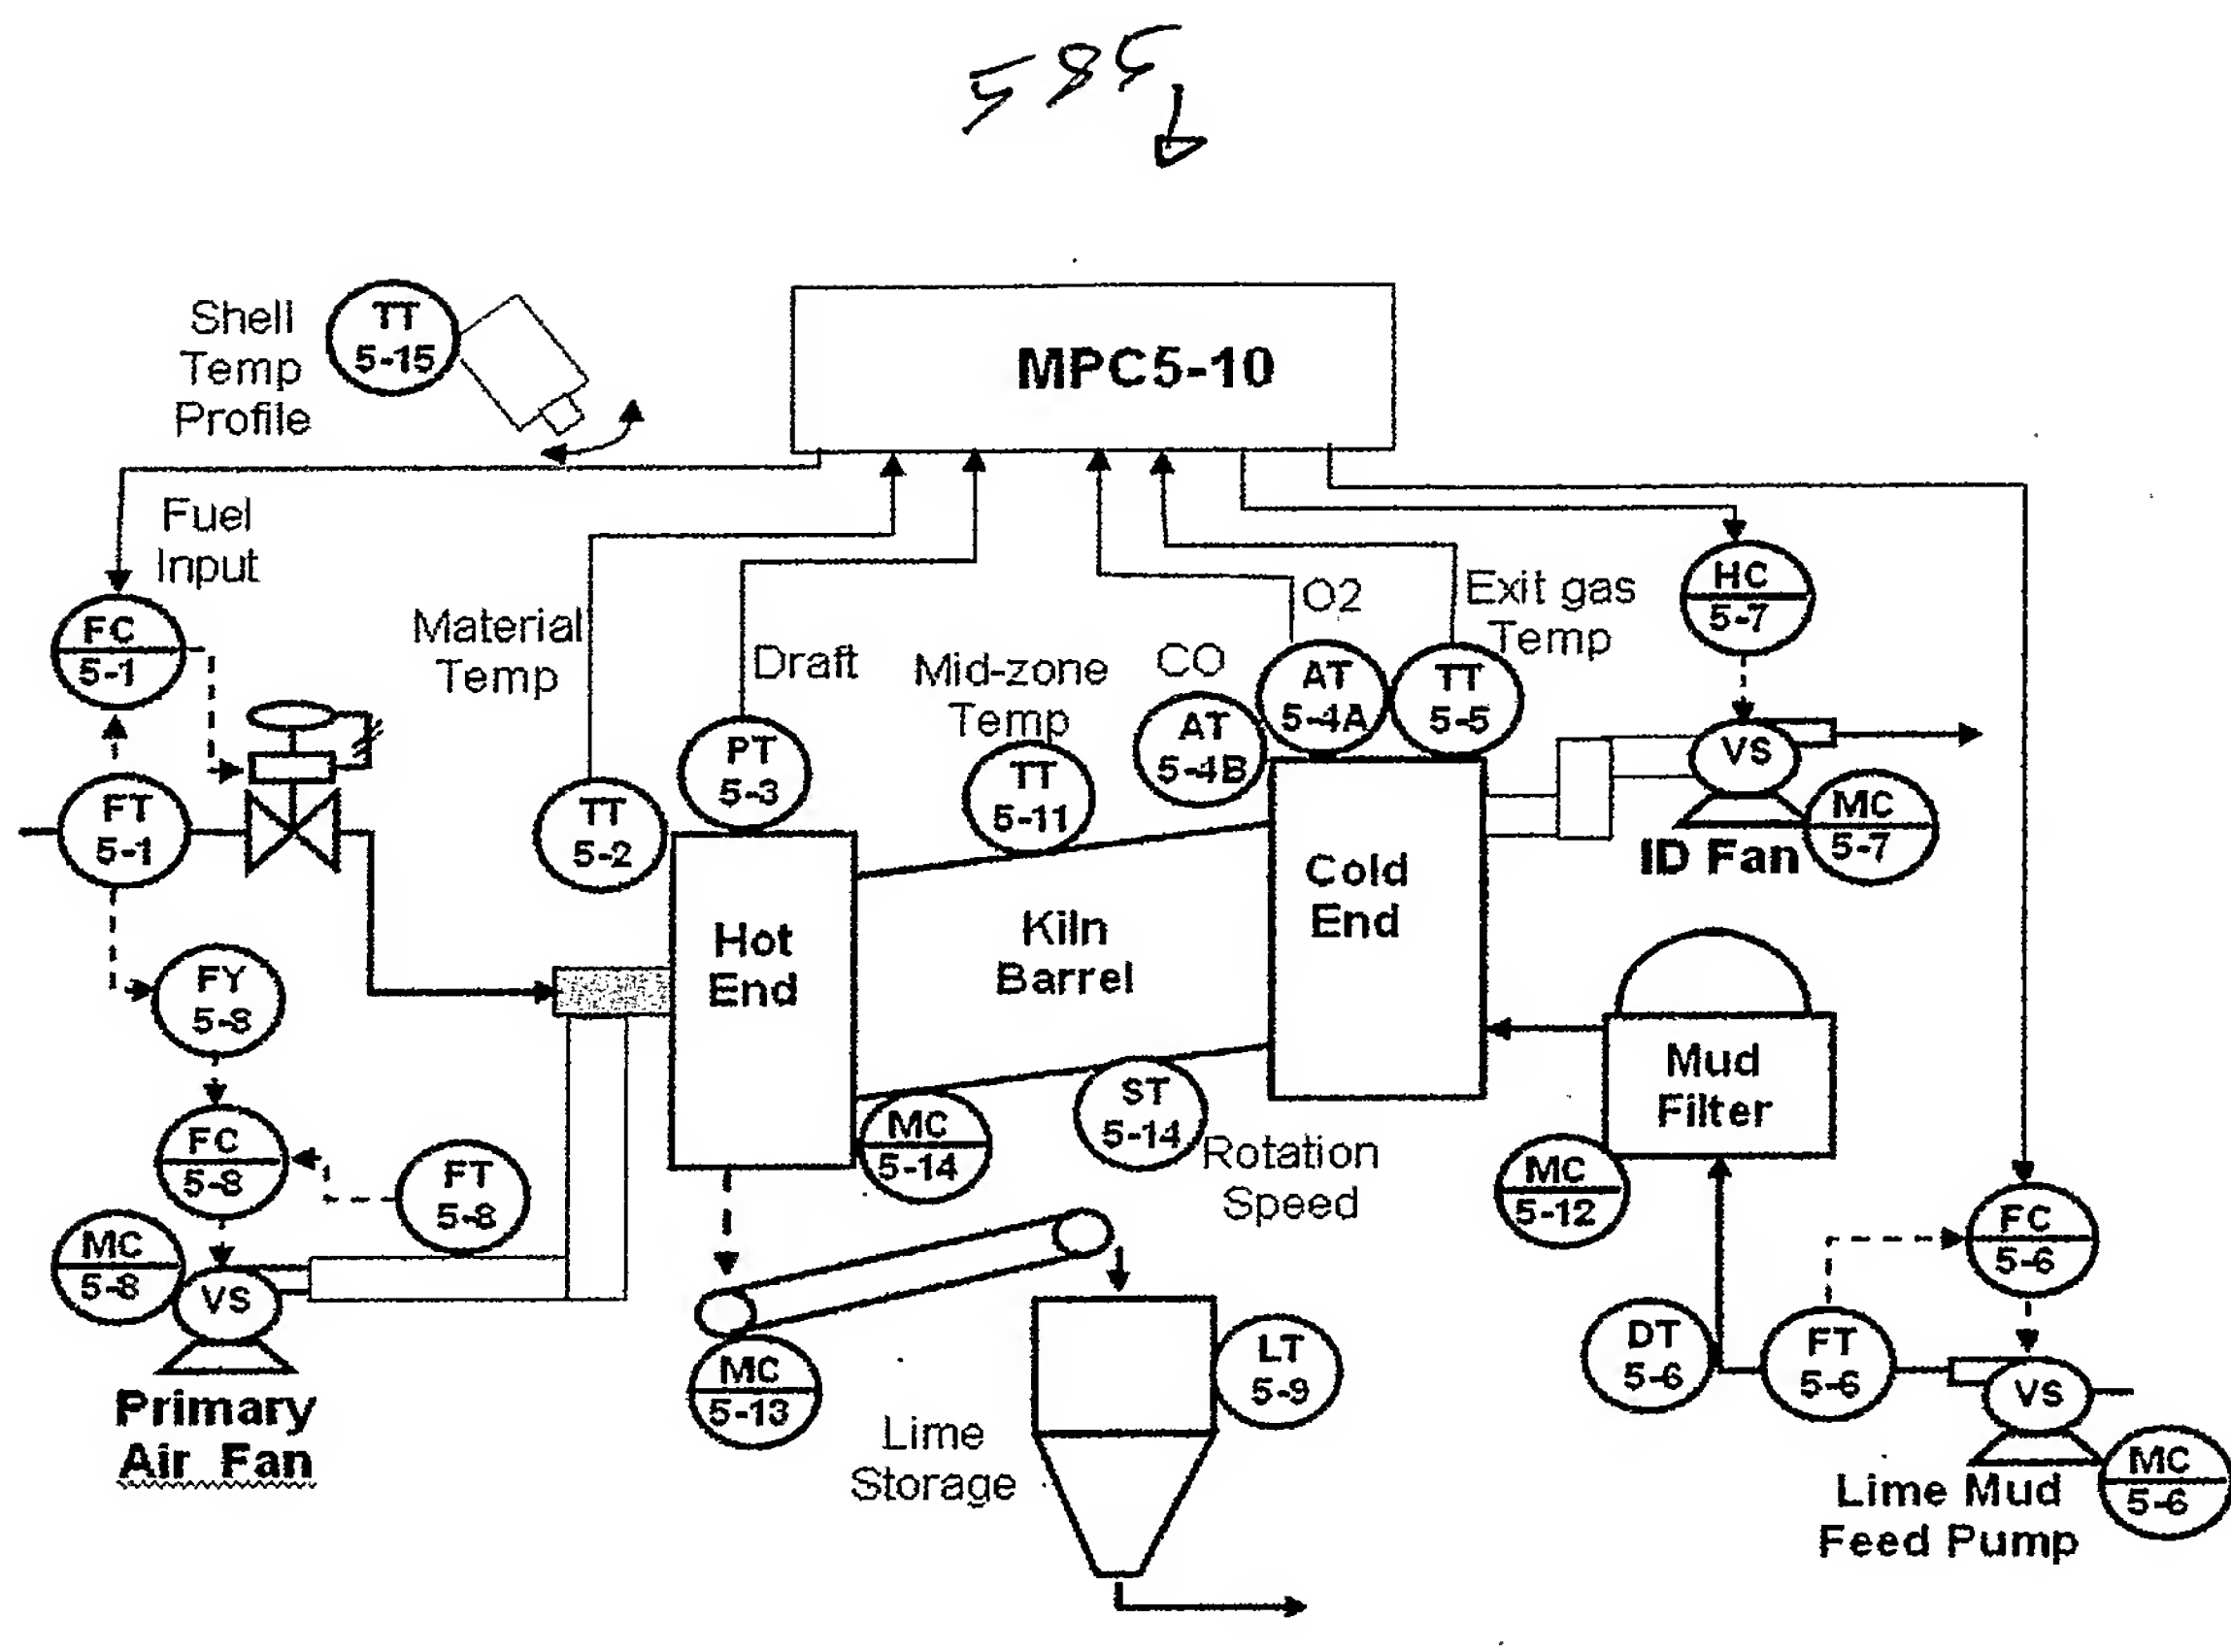 585
Shell
Temp
Profile
TT
5-15
MPC5-10
Fuel
Input
FC
5-1
FT
5-1
FY
5-8
FC
5-8
FT
5-8
MC
5-8
VS
Primary
Air Fan
Material
Temp
TT
5-2
Draft
PT
5-3
Mid-zone
Temp
TT
5-11
CO
AT
5-4B
O2
AT
5-4A
Exit gas
Temp
TT
5-5
HC
5-7
VS
MC
5-7
ID Fan
Hot
End
Kiln
Barrel
Cold
End
MC
5-14
ST
5-14
Rotation
Speed
Mud
Filter
MC
5-12
FC
5-6
DT
5-6
FT
5-6
VS
MC
5-6
Lime Mud
Feed Pump
MC
5-13
Lime
Storage
LT
5-9